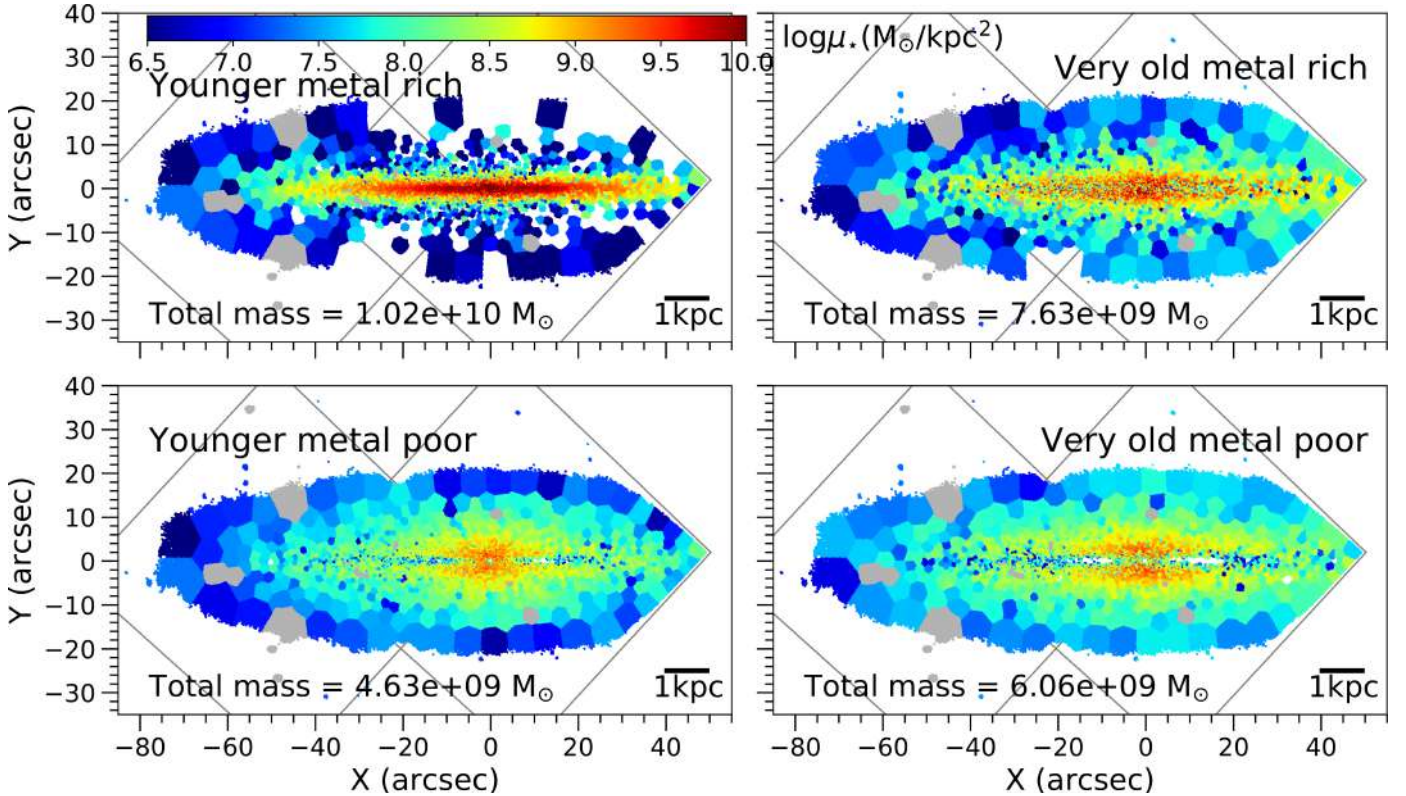 6.5 7.0 7.5 8.0 8.5 9.0 9.5 10.0
logμ⋆(M⊙/kpc²)
Younger metal rich
Very old metal rich
40
30
20
10
0
−10
−20
−30
Y (arcsec)
Total mass = 1.02e+10 M⊙
1kpc
Total mass = 7.63e+09 M⊙
1kpc
40
30
20
10
0
−10
−20
−30
Y (arcsec)
Younger metal poor
Very old metal poor
Total mass = 4.63e+09 M⊙
1kpc
Total mass = 6.06e+09 M⊙
1kpc
−80 −60 −40 −20 0 20 40
−80 −60 −40 −20 0 20 40
X (arcsec)
X (arcsec)